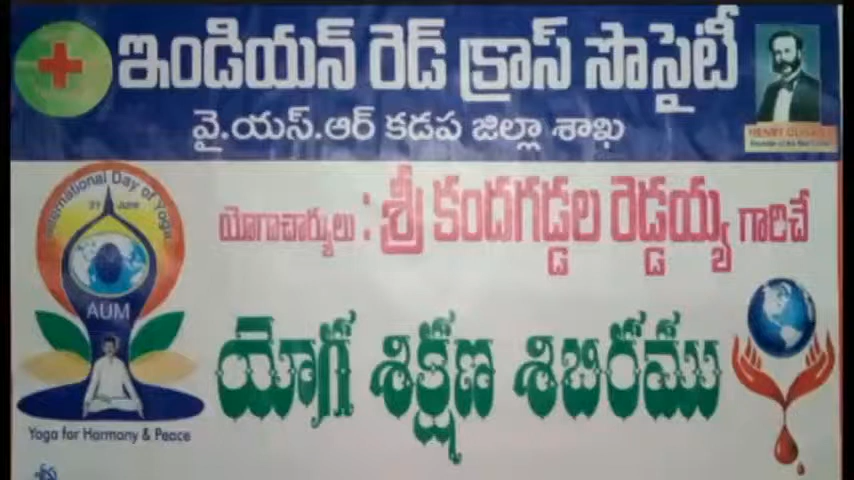 ఇండియన్ రెడ్ క్రాస్ సొసైటీ
వై.యస్.ఆర్ కడప జిల్లా శాఖ
HENRY
International Day of Yoga
21 June
యోగాచార్యులు : శ్రీ కందగడ్డల రెడ్డయ్య గారిచే
AUM
యోగ శిక్షణ శిబిరము
Yoga for Harmony & Peace